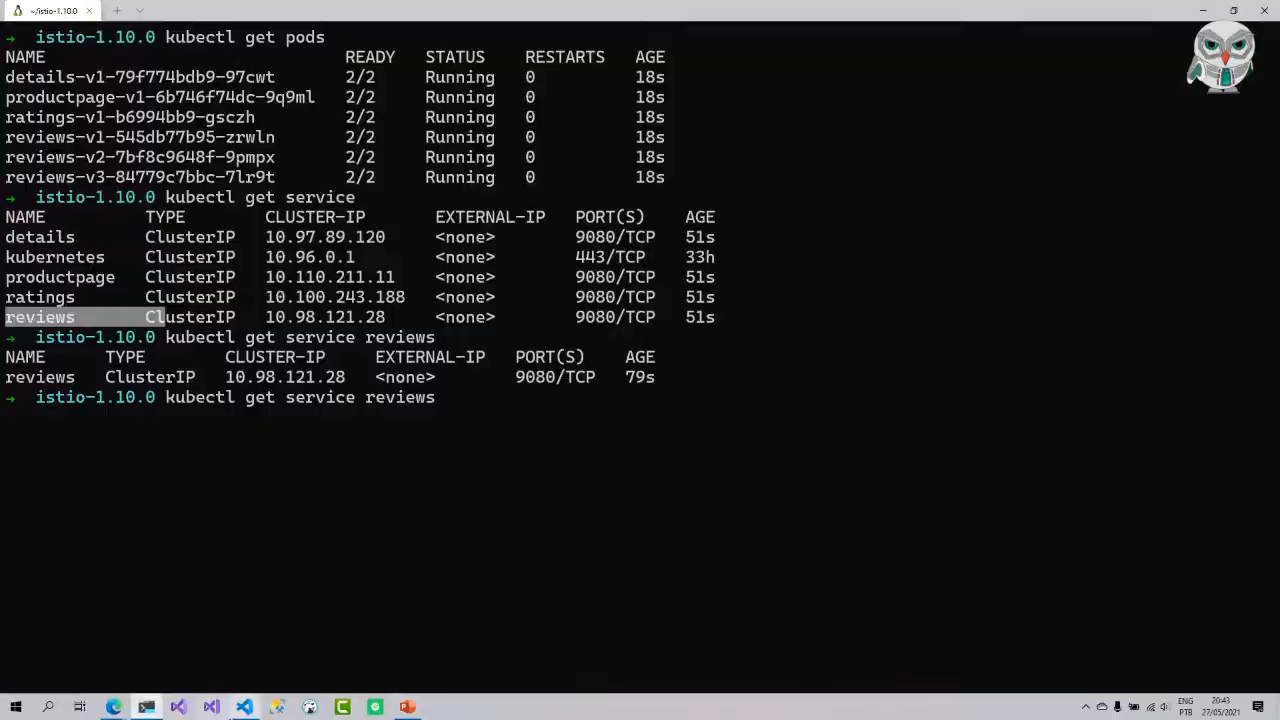 ~/istio-1.10.0
→ istio-1.10.0 kubectl get pods
NAME READY STATUS RESTARTS AGE
details-v1-79f774bdb9-97cwt 2/2 Running 0 18s
productpage-v1-6b746f74dc-9q9ml 2/2 Running 0 18s
ratings-v1-b6994bb9-gsczh 2/2 Running 0 18s
reviews-v1-545db77b95-zrwln 2/2 Running 0 18s
reviews-v2-7bf8c9648f-9pmpx 2/2 Running 0 18s
reviews-v3-84779c7bbc-7lr9t 2/2 Running 0 18s
→ istio-1.10.0 kubectl get service
NAME TYPE CLUSTER-IP EXTERNAL-IP PORT(S) AGE
details ClusterIP 10.97.89.120 <none> 9080/TCP 51s
kubernetes ClusterIP 10.96.0.1 <none> 443/TCP 33h
productpage ClusterIP 10.110.211.11 <none> 9080/TCP 51s
ratings ClusterIP 10.100.243.188 <none> 9080/TCP 51s
reviews ClusterIP 10.98.121.28 <none> 9080/TCP 51s
→ istio-1.10.0 kubectl get service reviews
NAME TYPE CLUSTER-IP EXTERNAL-IP PORT(S) AGE
reviews ClusterIP 10.98.121.28 <none> 9080/TCP 79s
→ istio-1.10.0 kubectl get service reviews
ENG 20:43
PTB 27/05/2021